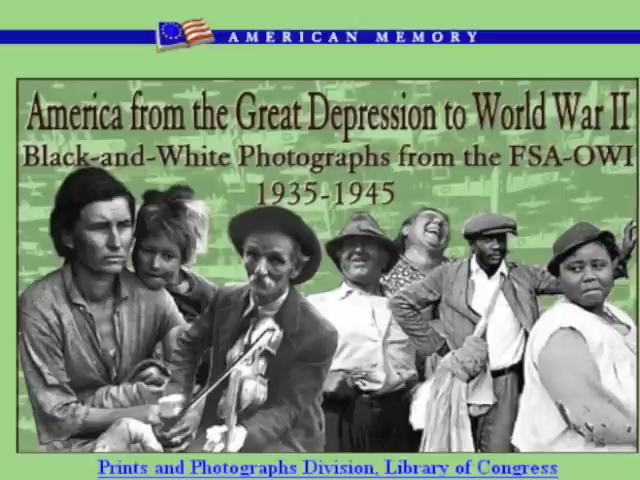 AMERICAN MEMORY
America from the Great Depression to World War II
Black-and-White Photographs from the FSA-OWI
1935-1945
Prints and Photographs Division, Library of Congress